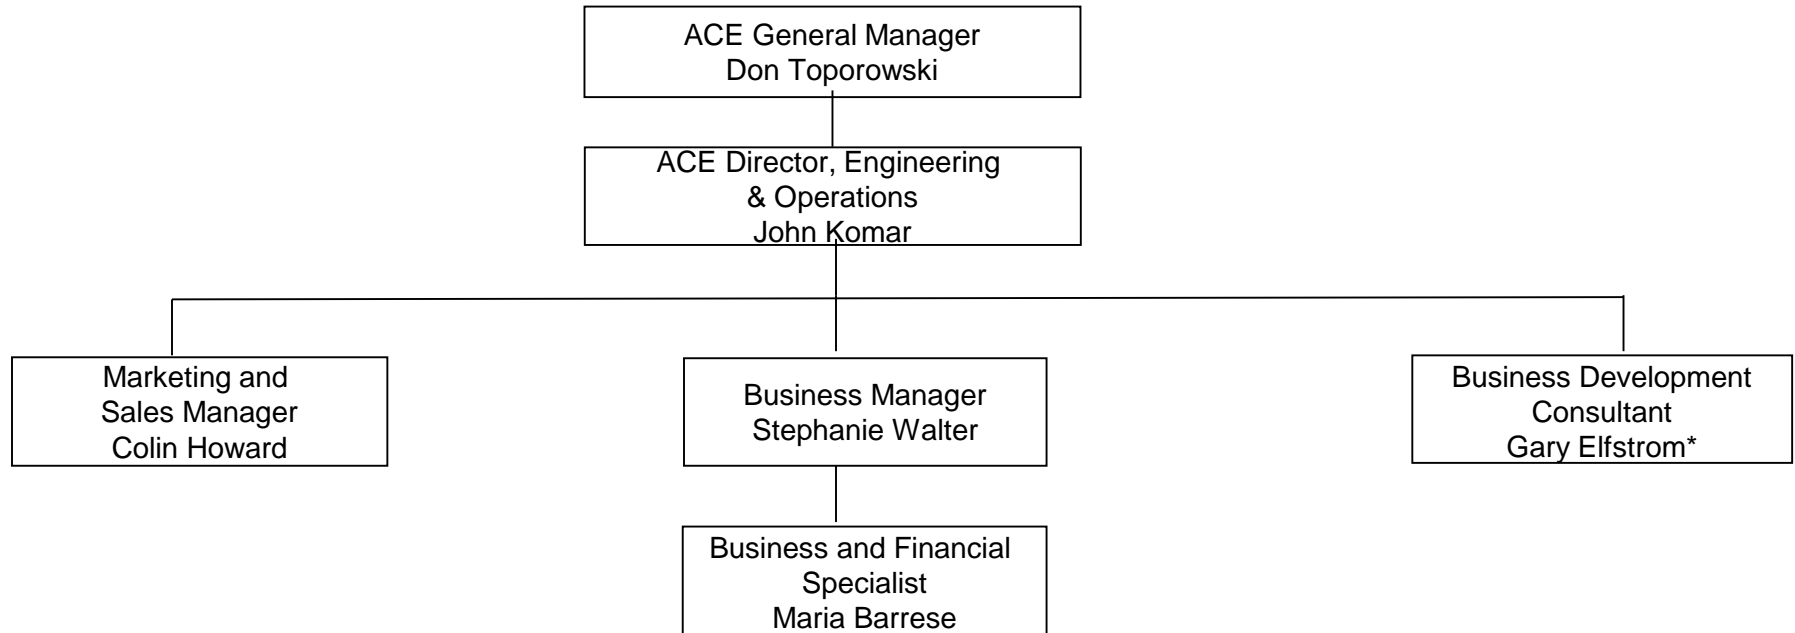 ACE General Manager
Don Toporowski
ACE Director, Engineering
& Operations
John Komar
Marketing and
Sales Manager
Colin Howard
Business Manager
Stephanie Walter
Business Development
Consultant
Gary Elfstrom*
Business and Financial
Specialist
Maria Barrese